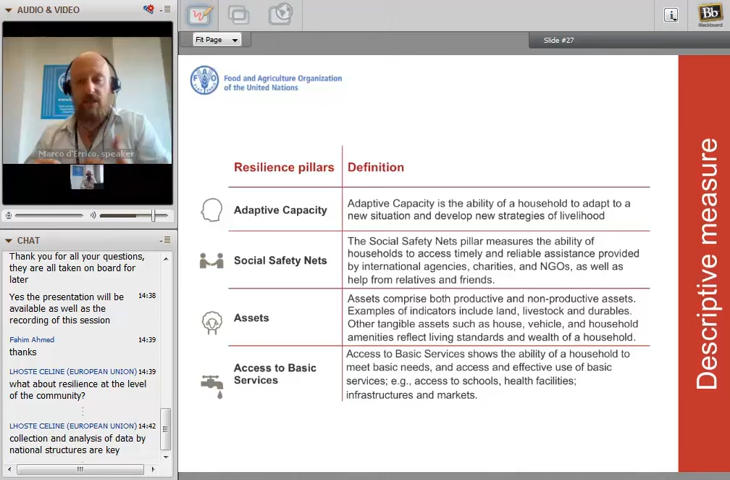 AUDIO & VIDEO
Marco d'Errico, speaker
CHAT
Thank you for all your questions,
they are all taken on board for
later
Yes the presentation will be 14:38
available as well as the
recording of this session
Fahim Ahmed 14:39
thanks
LHOSTE CELINE (EUROPEAN UNION) 14:39
what about resilience at the level
of the community?
LHOSTE CELINE (EUROPEAN UNION) 14:42
collection and analysis of data by
national structures are key
Fit Page
Slide #27
Bb
Blackboard
FAO
Food and Agriculture Organization
of the United Nations
Resilience pillars Definition
Adaptive Capacity
Adaptive Capacity is the ability of a household to adapt to a
new situation and develop new strategies of livelihood
Social Safety Nets
The Social Safety Nets pillar measures the ability of
households to access timely and reliable assistance provided
by international agencies, charities, and NGOs, as well as
help from relatives and friends.
Assets
Assets comprise both productive and non-productive assets.
Examples of indicators include land, livestock and durables.
Other tangible assets such as house, vehicle, and household
amenities reflect living standards and wealth of a household.
Access to Basic
Services
Access to Basic Services shows the ability of a household to
meet basic needs, and access and effective use of basic
services; e.g., access to schools, health facilities;
infrastructures and markets.
Descriptive measure